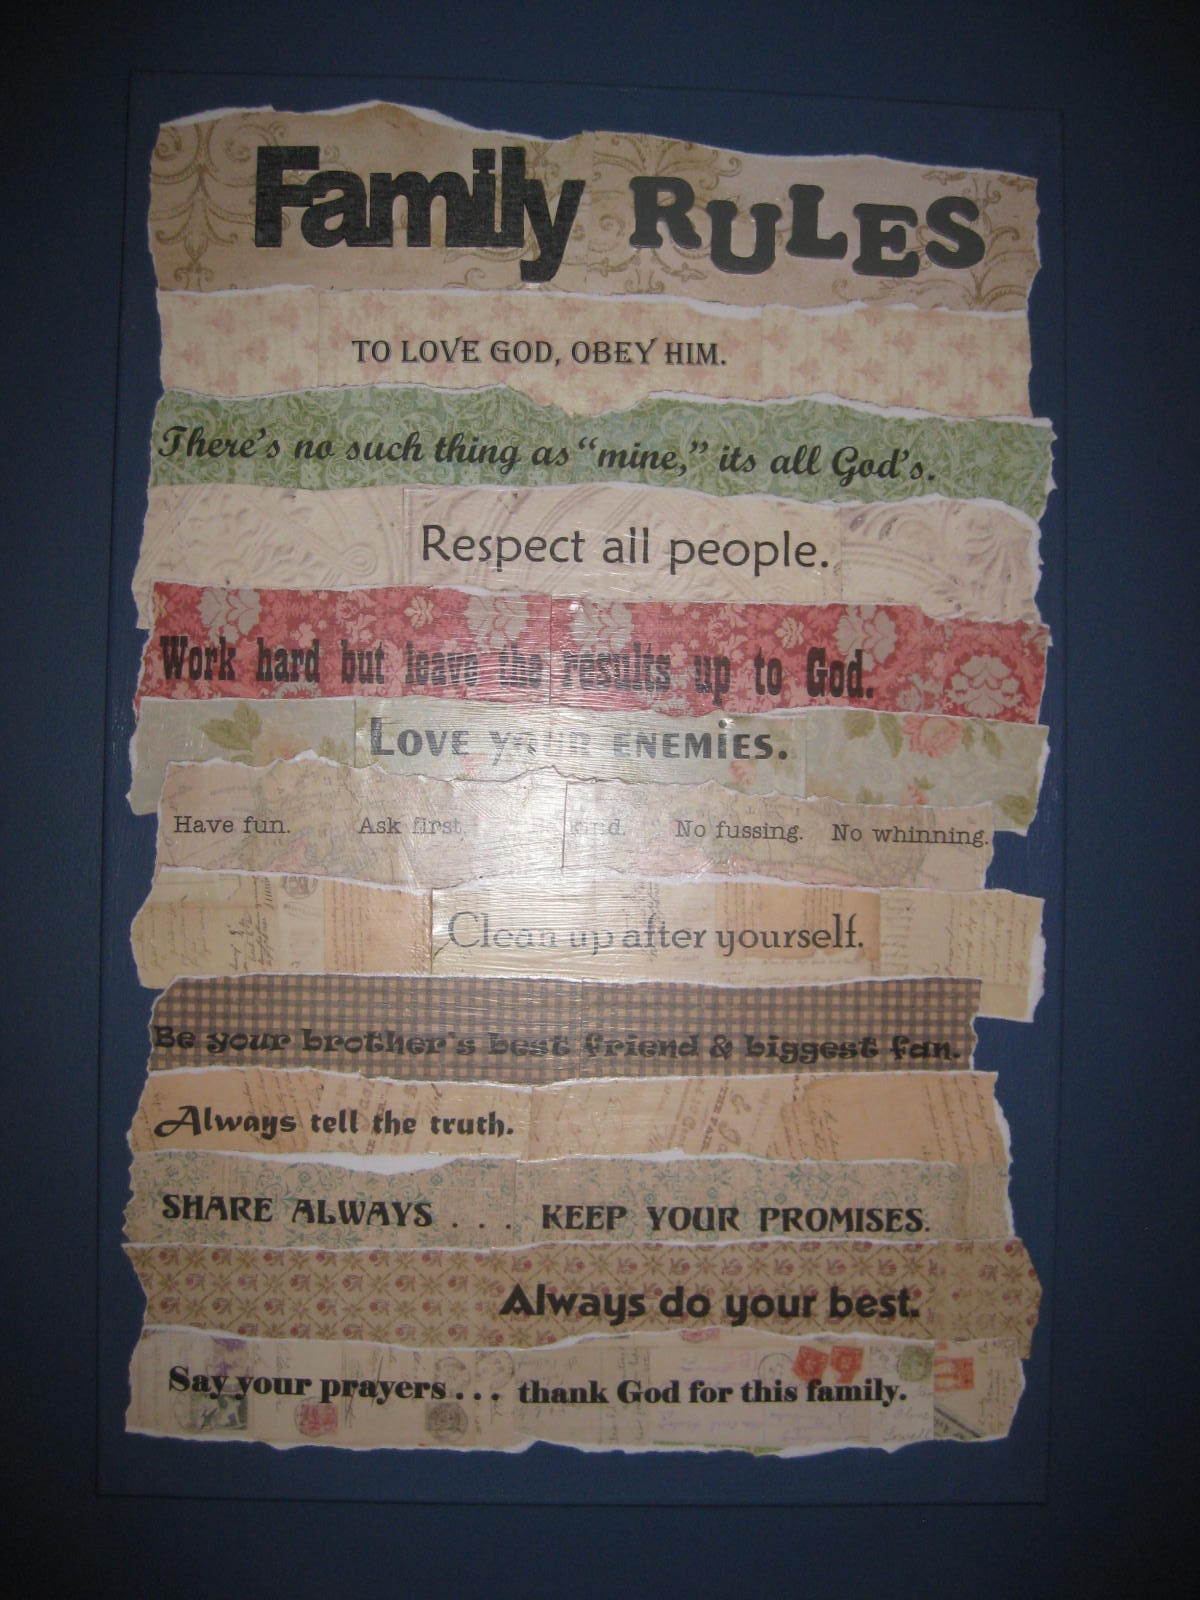 Family RULES
TO LOVE GOD, OBEY HIM.
There's no such thing as "mine," its all God's.
Respect all people.
Work hard but leave the results up to God.
LOVE YOUR ENEMIES.
Have fun. Ask first. kind. No fussing. No whinning.
Clean up after yourself.
Be your brother's best friend & biggest fan.
Always tell the truth.
SHARE ALWAYS . . . KEEP YOUR PROMISES.
Always do your best.
Say your prayers . . . thank God for this family.